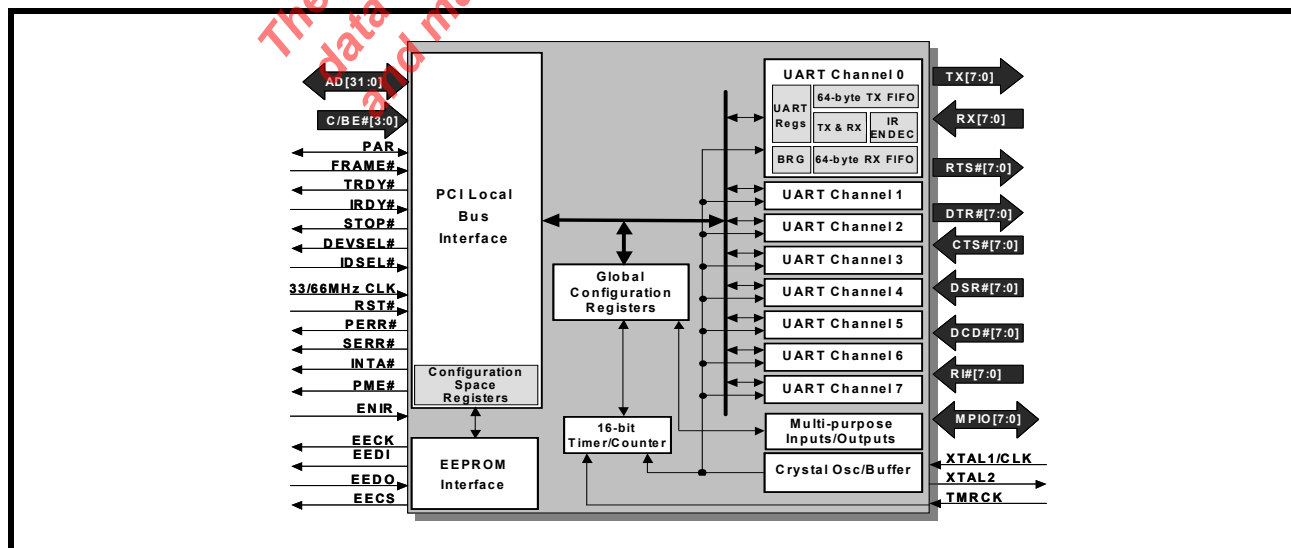 The
data
and ma
AD[31:0]
C/BE#[3:0]
PAR
FRAME#
TRDY#
IRDY#
STOP#
DEVSEL#
IDSEL#
33/66MHz CLK
RST#
PERR#
SERR#
INTA#
PME#
ENIR
EECK
EEDI
EEDO
EECS
PCI Local
Bus
Interface
Configuration
Space
Registers
EEPROM
Interface
Global
Configuration
Registers
16-bit
Timer/Counter
UART Channel 0
UART
Regs
64-byte TX FIFO
TX & RX
IR
ENDEC
BRG
64-byte RX FIFO
UART Channel 1
UART Channel 2
UART Channel 3
UART Channel 4
UART Channel 5
UART Channel 6
UART Channel 7
Multi-purpose
Inputs/Outputs
Crystal Osc/Buffer
TX[7:0]
RX[7:0]
RTS#[7:0]
DTR#[7:0]
CTS#[7:0]
DSR#[7:0]
DCD#[7:0]
RI#[7:0]
MPIO[7:0]
XTAL1/CLK
XTAL2
TMRCK